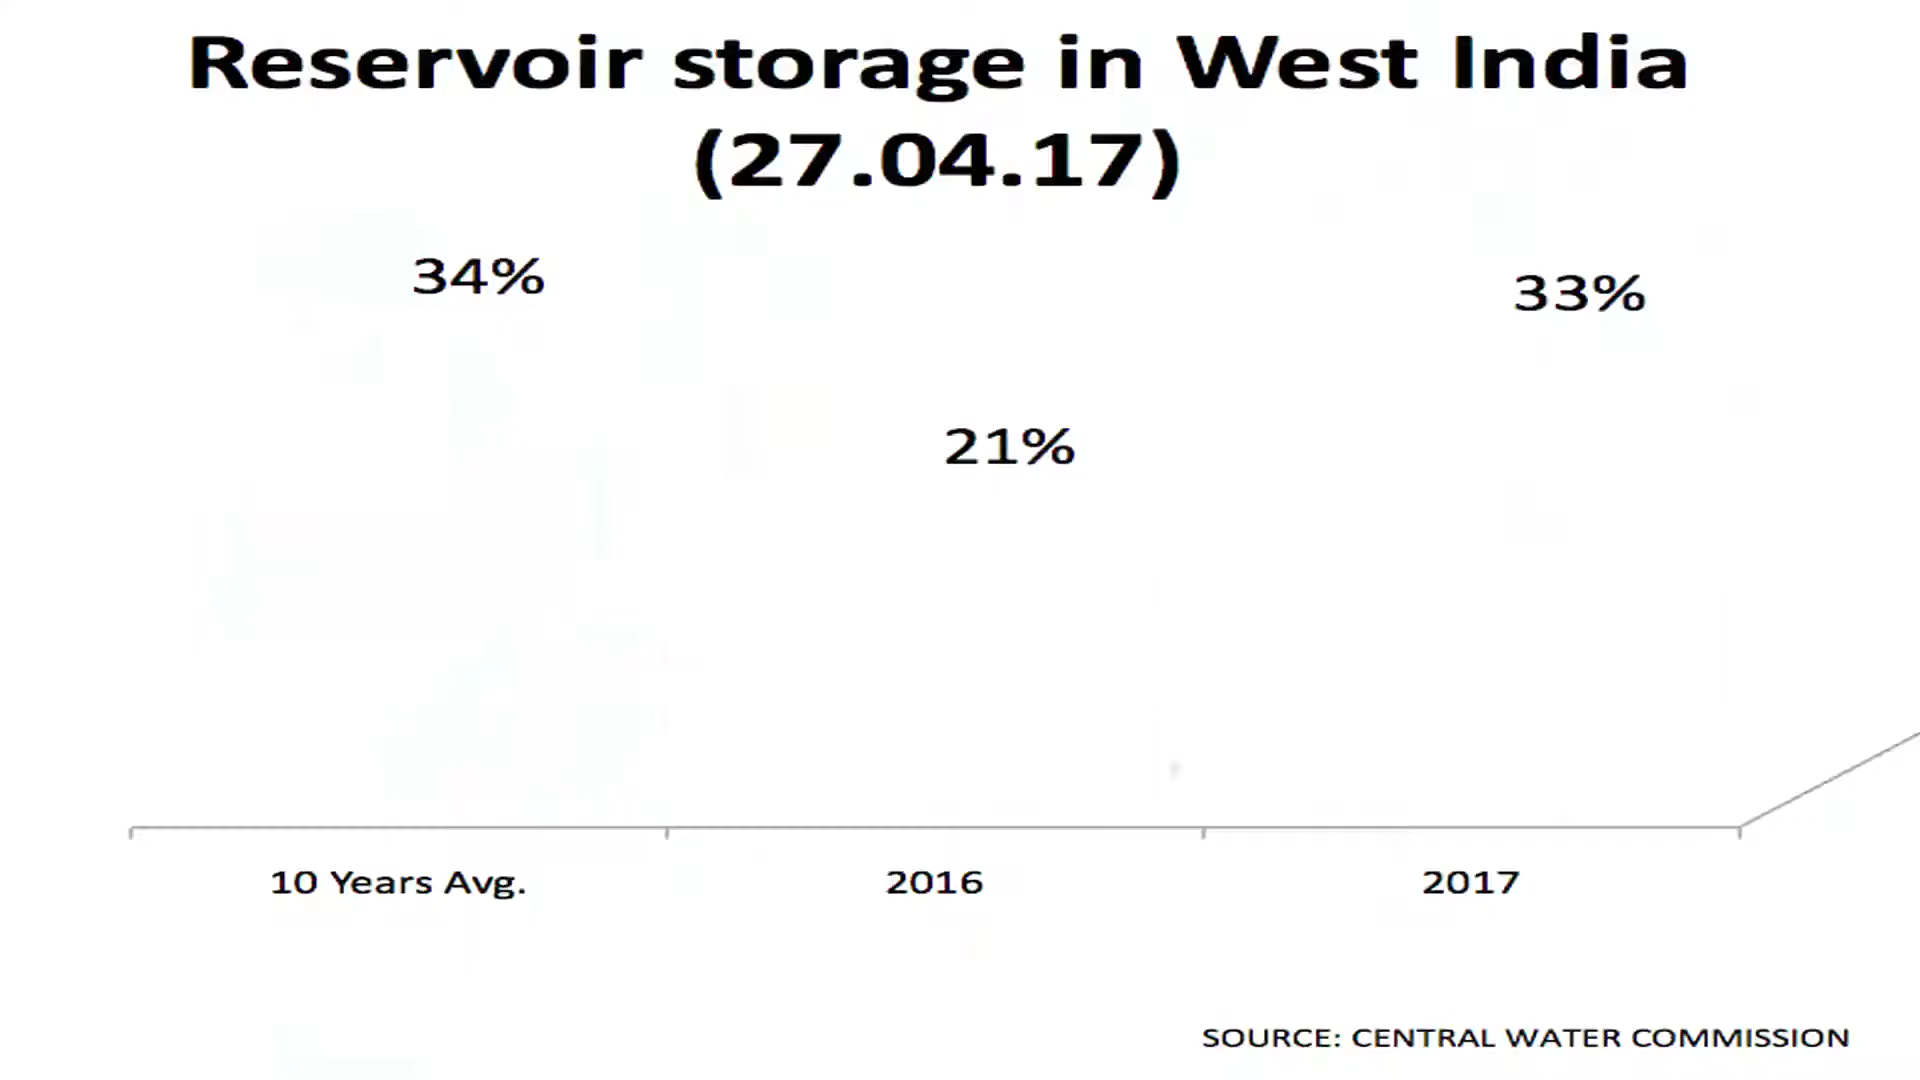 Reservoir storage in West India
(27.04.17)
34%
33%
21%
10 Years Avg.
2016
2017
SOURCE: CENTRAL WATER COMMISSION